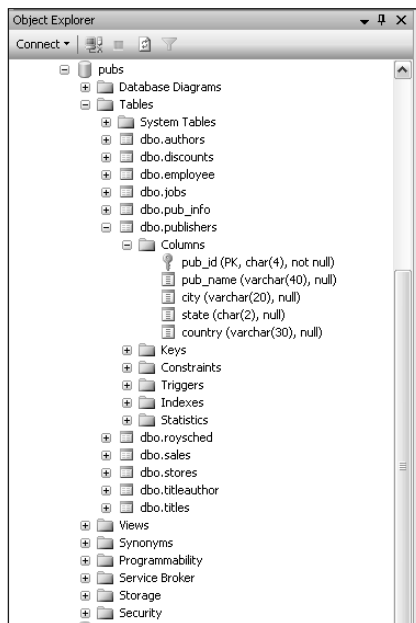 Object Explorer
Connect
pubs
Database Diagrams
Tables
System Tables
dbo.authors
dbo.discounts
dbo.employee
dbo.jobs
dbo.pub_info
dbo.publishers
Columns
pub_id (PK, char(4), not null)
pub_name (varchar(40), null)
city (varchar(20), null)
state (char(2), null)
country (varchar(30), null)
Keys
Constraints
Triggers
Indexes
Statistics
dbo.roysched
dbo.sales
dbo.stores
dbo.titleauthor
dbo.titles
Views
Synonyms
Programmability
Service Broker
Storage
Security